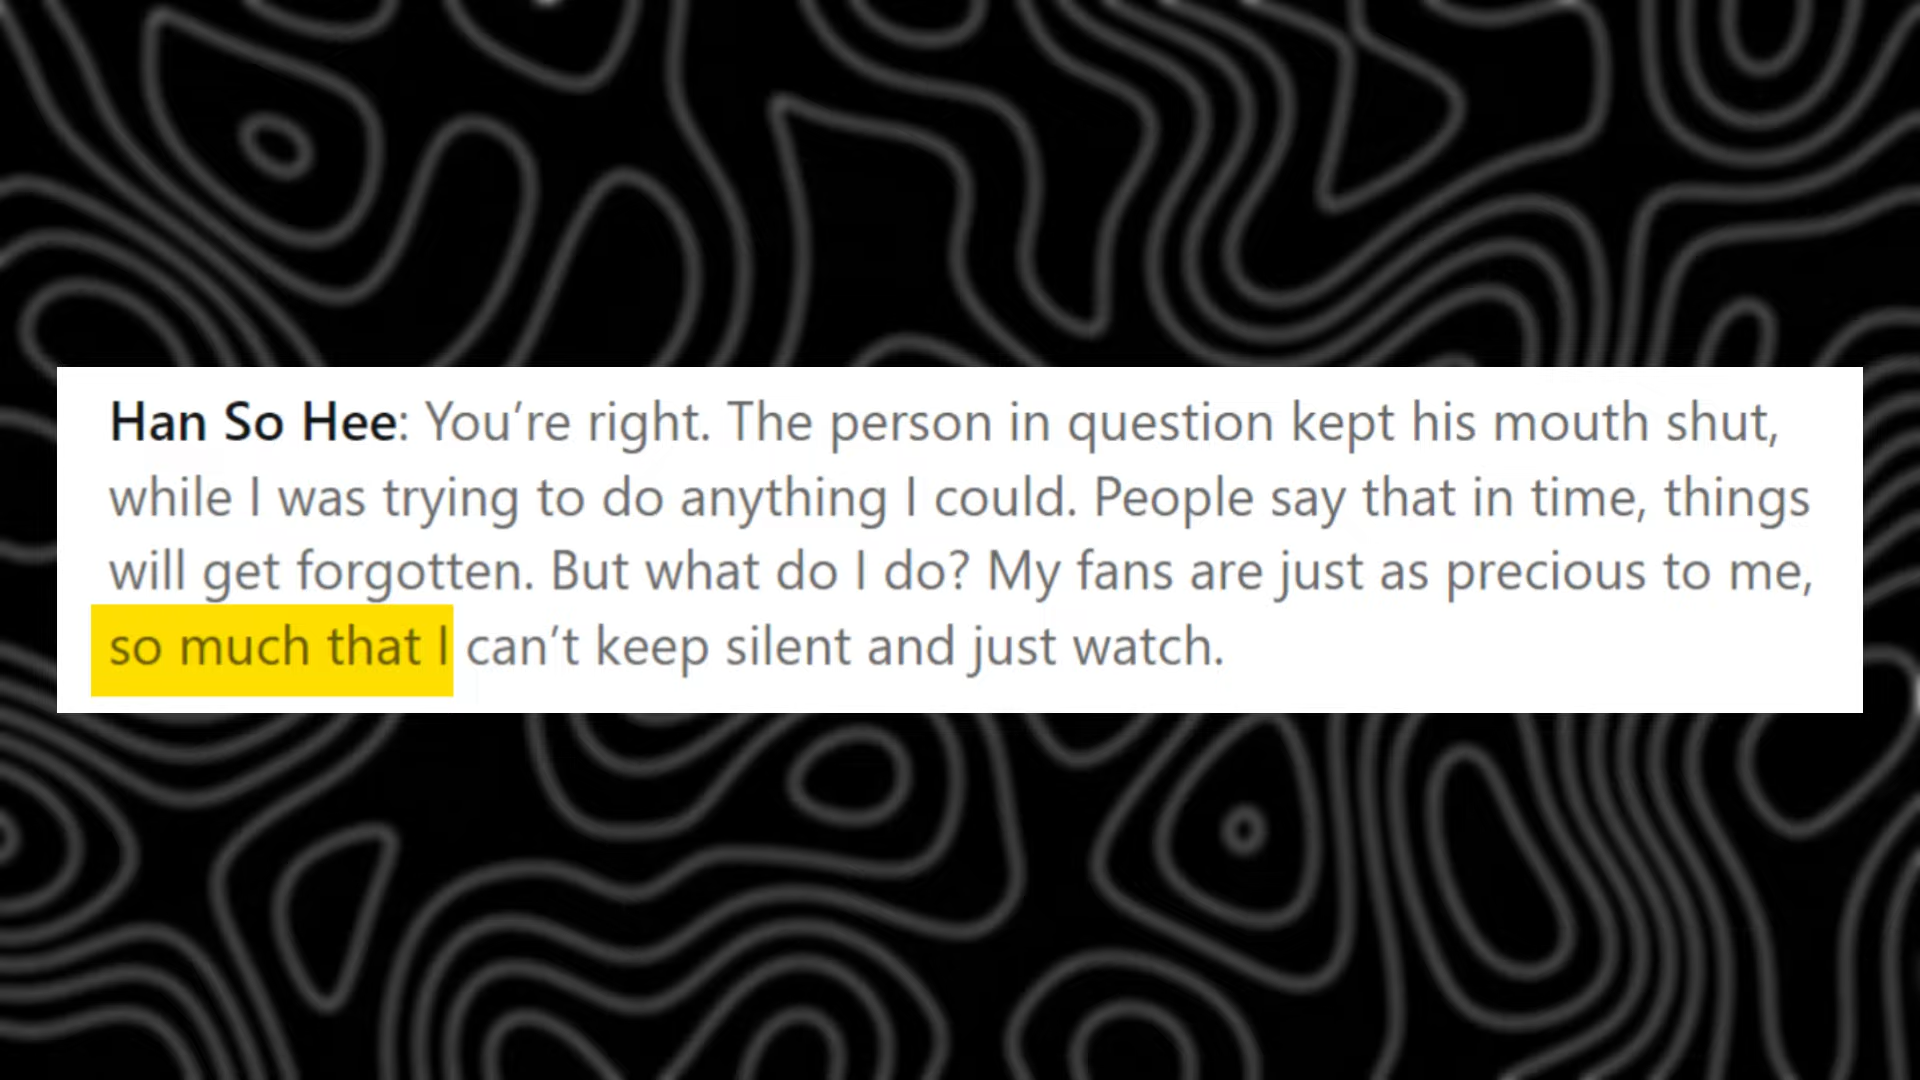 Han So Hee: You’re right. The person in question kept his mouth shut,
while I was trying to do anything I could. People say that in time, things
will get forgotten. But what do I do? My fans are just as precious to me,
so much that I can’t keep silent and just watch.